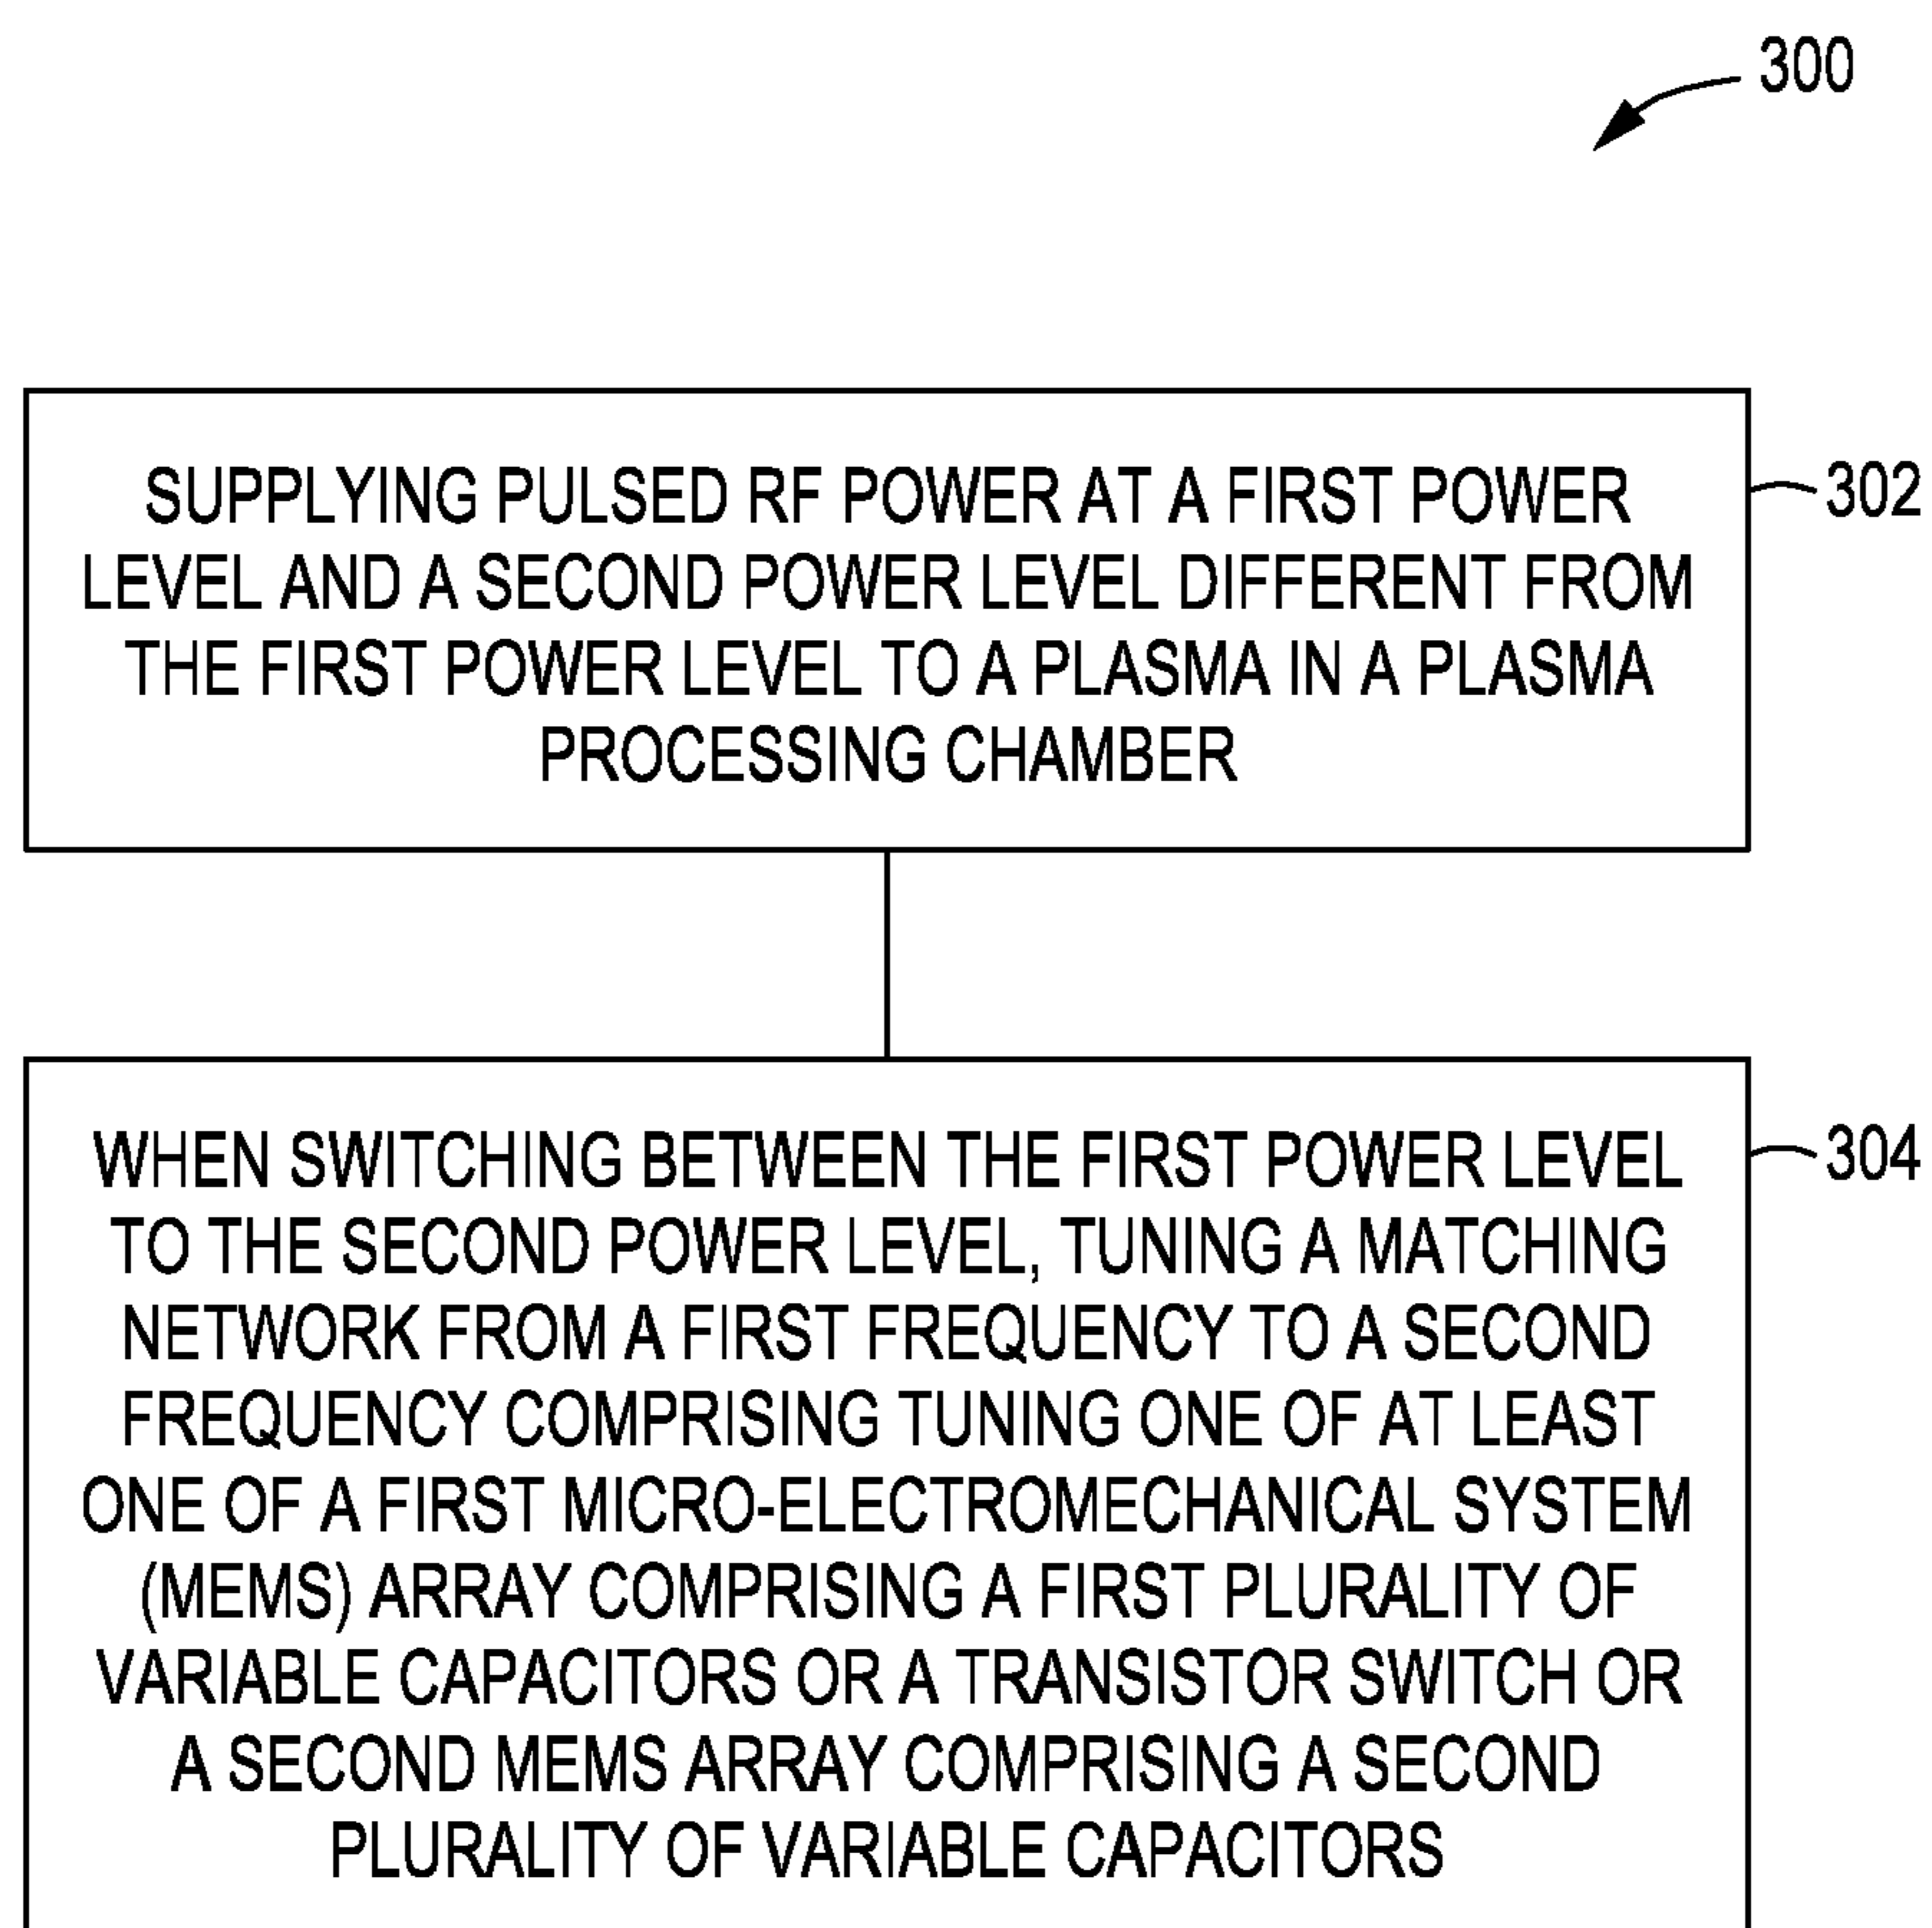 300
SUPPLYING PULSED RF POWER AT A FIRST POWER
LEVEL AND A SECOND POWER LEVEL DIFFERENT FROM
THE FIRST POWER LEVEL TO A PLASMA IN A PLASMA
PROCESSING CHAMBER
302
WHEN SWITCHING BETWEEN THE FIRST POWER LEVEL
TO THE SECOND POWER LEVEL, TUNING A MATCHING
NETWORK FROM A FIRST FREQUENCY TO A SECOND
FREQUENCY COMPRISING TUNING ONE OF AT LEAST
ONE OF A FIRST MICRO-ELECTROMECHANICAL SYSTEM
(MEMS) ARRAY COMPRISING A FIRST PLURALITY OF
VARIABLE CAPACITORS OR A TRANSISTOR SWITCH OR
A SECOND MEMS ARRAY COMPRISING A SECOND
PLURALITY OF VARIABLE CAPACITORS
304